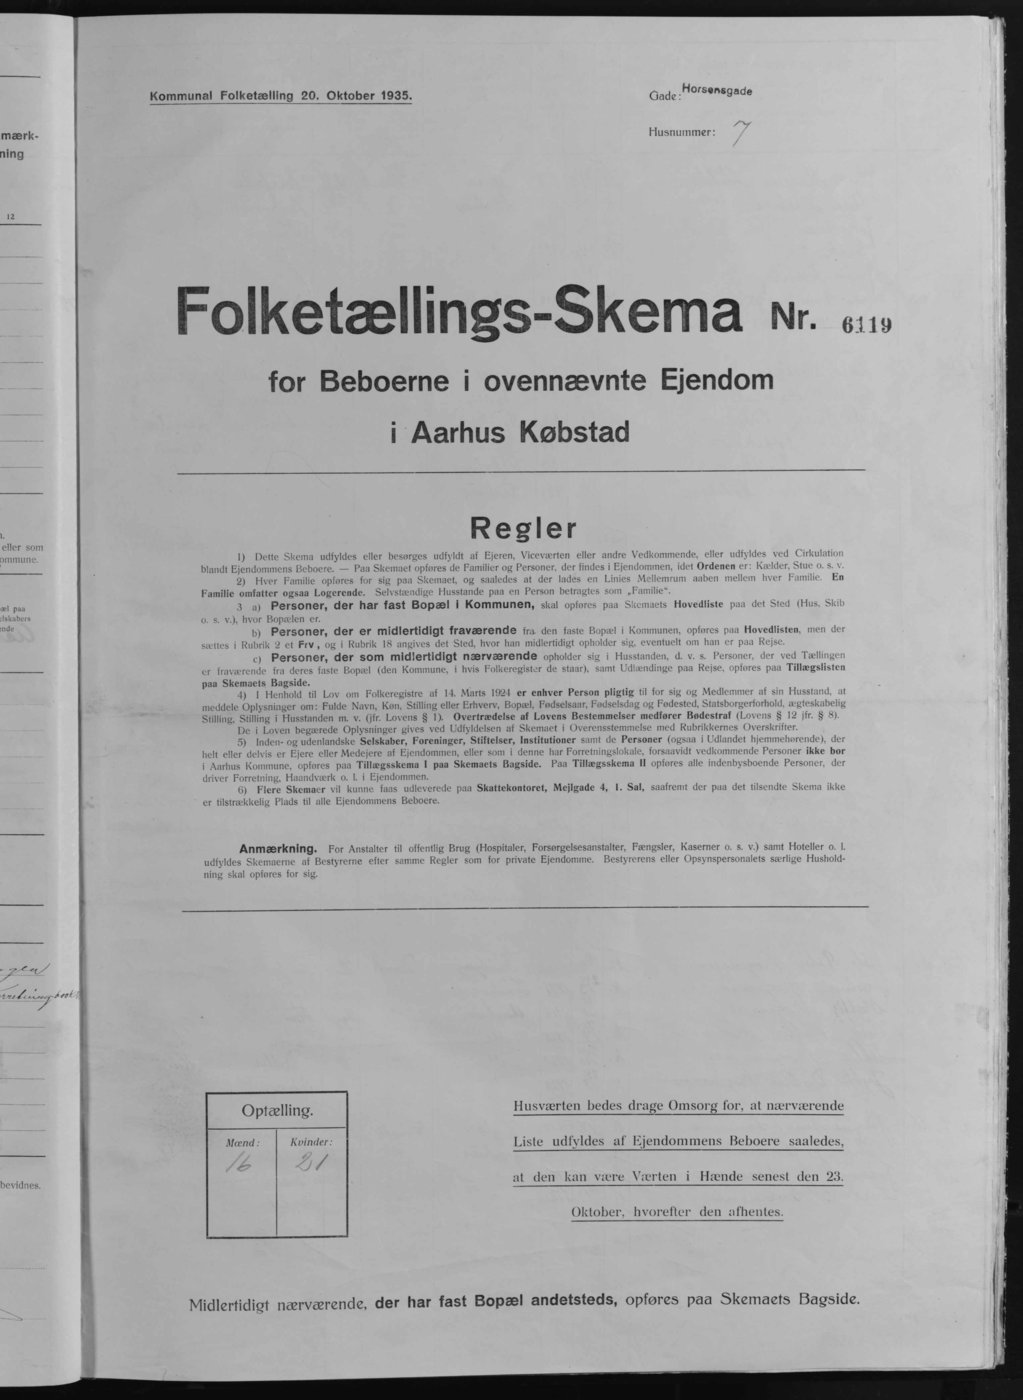 mærk-
ning
12
eller som
ommune.
æl paa
elskabers
ende
bevidnes.
Kommunal Folketælling 20. Oktober 1935.
Gade: Horsensgade
Husnummer: 7
Folketællings-Skema Nr. 6119
for Beboerne i ovennævnte Ejendom
i Aarhus Købstad
Regler
1) Dette Skema udfyldes eller besørges udfyldt af Ejeren, Viceværten eller andre Vedkommende, eller udfyldes ved Cirkulation
blandt Ejendommens Beboere. — Paa Skemaet opføres de Familier og Personer, der findes i Ejendommen, idet Ordenen er: Kælder, Stue o. s. v.
2) Hver Familie opføres for sig paa Skemaet, og saaledes at der lades en Linies Mellemrum aaben mellem hver Familie. En
Familie omfatter ogsaa Logerende. Selvstændige Husstande paa en Person betragtes som „Familie“.
3 a) Personer, der har fast Bopæl i Kommunen, skal opføres paa Skemaets Hovedliste paa det Sted (Hus, Skib
o. s. v.), hvor Bopælen er.
b) Personer, der er midlertidigt fraværende fra den faste Bopæl i Kommunen, opføres paa Hovedlisten, men der
sættes i Rubrik 2 et Frv, og i Rubrik 18 angives det Sted, hvor han midlertidigt opholder sig, eventuelt om han er paa Rejse.
c) Personer, der som midlertidigt nærværende opholder sig i Husstanden, d. v. s. Personer, der ved Tællingen
er fraværende fra deres faste Bopæl (den Kommune, i hvis Folkeregister de staar), samt Udlændinge paa Rejse, opføres paa Tillægslisten
paa Skemaets Bagside.
4) I Henhold til Lov om Folkeregistre af 14. Marts 1924 er enhver Person pligtig til for sig og Medlemmer af sin Husstand, at
meddele Oplysninger om: Fulde Navn, Køn, Stilling eller Erhverv, Bopæl, Fødselsaar, Fødselsdag og Fødested, Statsborgerforhold, ægteskabelig
Stilling, Stilling i Husstanden m. v. (jfr. Lovens § 1). Overtrædelse af Lovens Bestemmelser medfører Bødestraf (Lovens § 12 jfr. § 8).
De i Loven begærede Oplysninger gives ved Udfyldelsen af Skemaet i Overensstemmelse med Rubrikkernes Overskrifter.
5) Inden- og udenlandske Selskaber, Foreninger, Stiftelser, Institutioner samt de Personer (ogsaa i Udlandet hjemmehørende), der
helt eller delvis er Ejere eller Medejere af Ejendommen, eller som i denne har Forretningslokale, forsaavidt vedkommende Personer ikke bor
i Aarhus Kommune, opføres paa Tillægsskema I paa Skemaets Bagside. Paa Tillægsskema II opføres alle indenbysboende Personer, der
driver Forretning, Haandværk o. l. i Ejendommen.
6) Flere Skemaer vil kunne faas udleverede paa Skattekontoret, Mejlgade 4, 1. Sal, saafremt der paa det tilsendte Skema ikke
er tilstrækkelig Plads til alle Ejendommens Beboere.
Anmærkning. For Anstalter til offentlig Brug (Hospitaler, Forsørgelsesanstalter, Fængsler, Kaserner o. s. v.) samt Hoteller o. l.
udfyldes Skemaerne af Bestyrerne efter samme Regler som for private Ejendomme. Bestyrerens eller Opsynspersonalets særlige Hushold-
ning skal opføres for sig.
Optælling.
Mænd: Kvinder:
16 21
Husværten bedes drage Omsorg for, at nærværende
Liste udfyldes af Ejendommens Beboere saaledes,
at den kan være Værten i Hænde senest den 23.
Oktober, hvorefter den afhentes.
Midlertidigt nærværende, der har fast Bopæl andetsteds, opføres paa Skemaets Bagside.